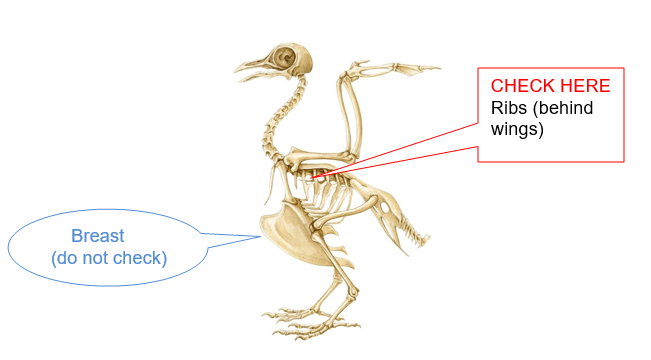 CHECK HERE
Ribs (behind
wings)
Breast
(do not check)